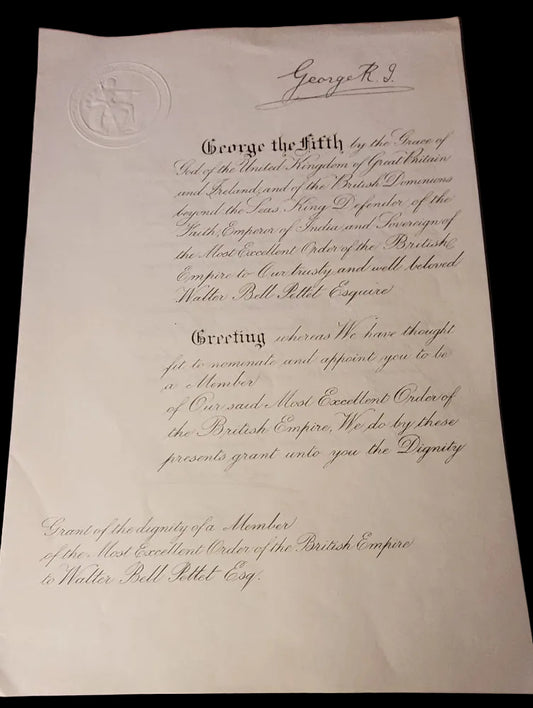 George R. I.
George the Fifth by the Grace of
God of the United Kingdom of Great Britain
and Ireland, and of the British Dominions
beyond the Seas King Defender of the
Faith, Emperor of India and Sovereign of
the Most Excellent Order of the British
Empire to Our trusty and well beloved
Walter Bell Pettet Esquire
Greeting whereas We have thought
fit to nominate and appoint you to be
a Member
of Our said Most Excellent Order of
the British Empire, We do by these
presents grant unto you the Dignity
Grant of the dignity of a Member
of the Most Excellent Order of the British Empire
to Walter Bell Pettet Esq.